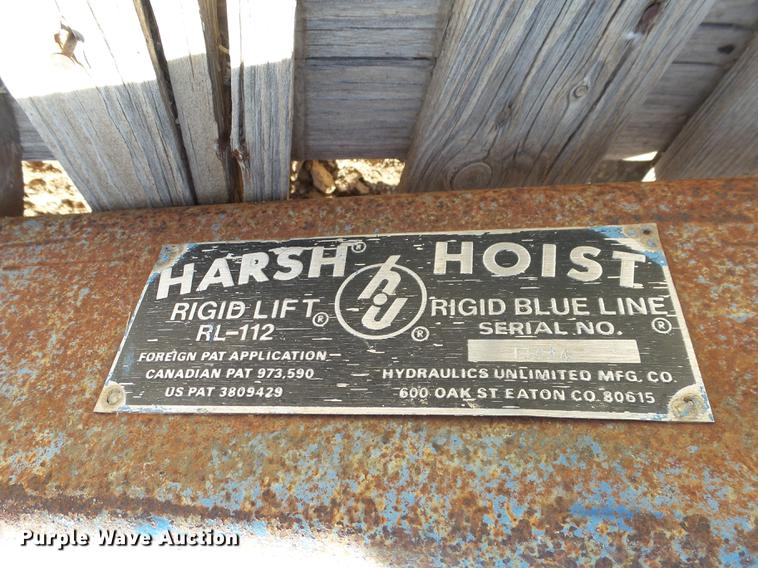 HARSH® HOIST
hu®
RIGID LIFT® RIGID BLUE LINE®
RL-112 SERIAL NO.
FOREIGN PAT APPLICATION
CANADIAN PAT 973,590 HYDRAULICS UNLIMITED MFG. CO.
US PAT 3809429 600 OAK ST EATON CO. 80615
Purple Wave Auction